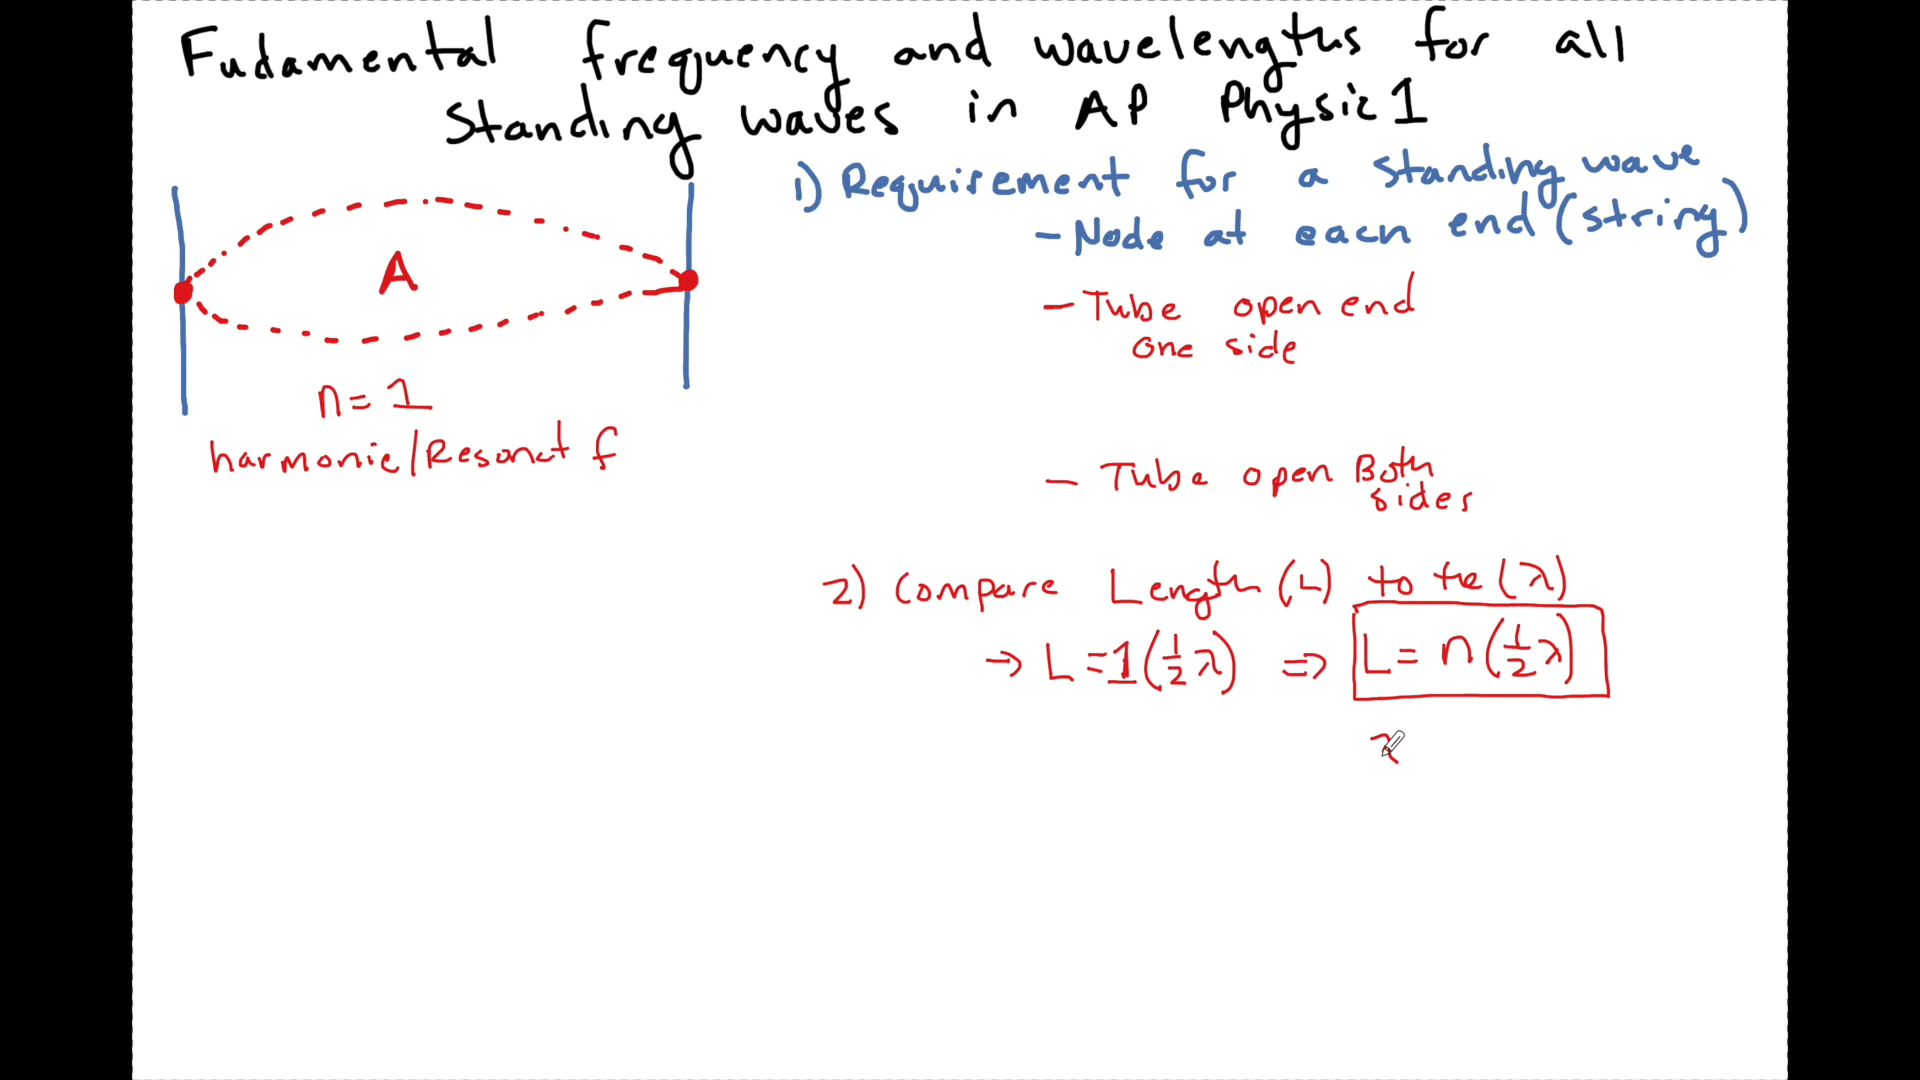 Fudamental frequency and wavelengths for all
Standing waves in AP Physic 1
1) Requirement for a standing wave
- Node at each end (string)
A
- Tube open end
one side
n = 1
harmonic/Resonat f
- Tube open Both
sides
2) Compare Length (L) to the (λ)
→ L = 1(1/2 λ) ⇒ L = n(1/2 λ)